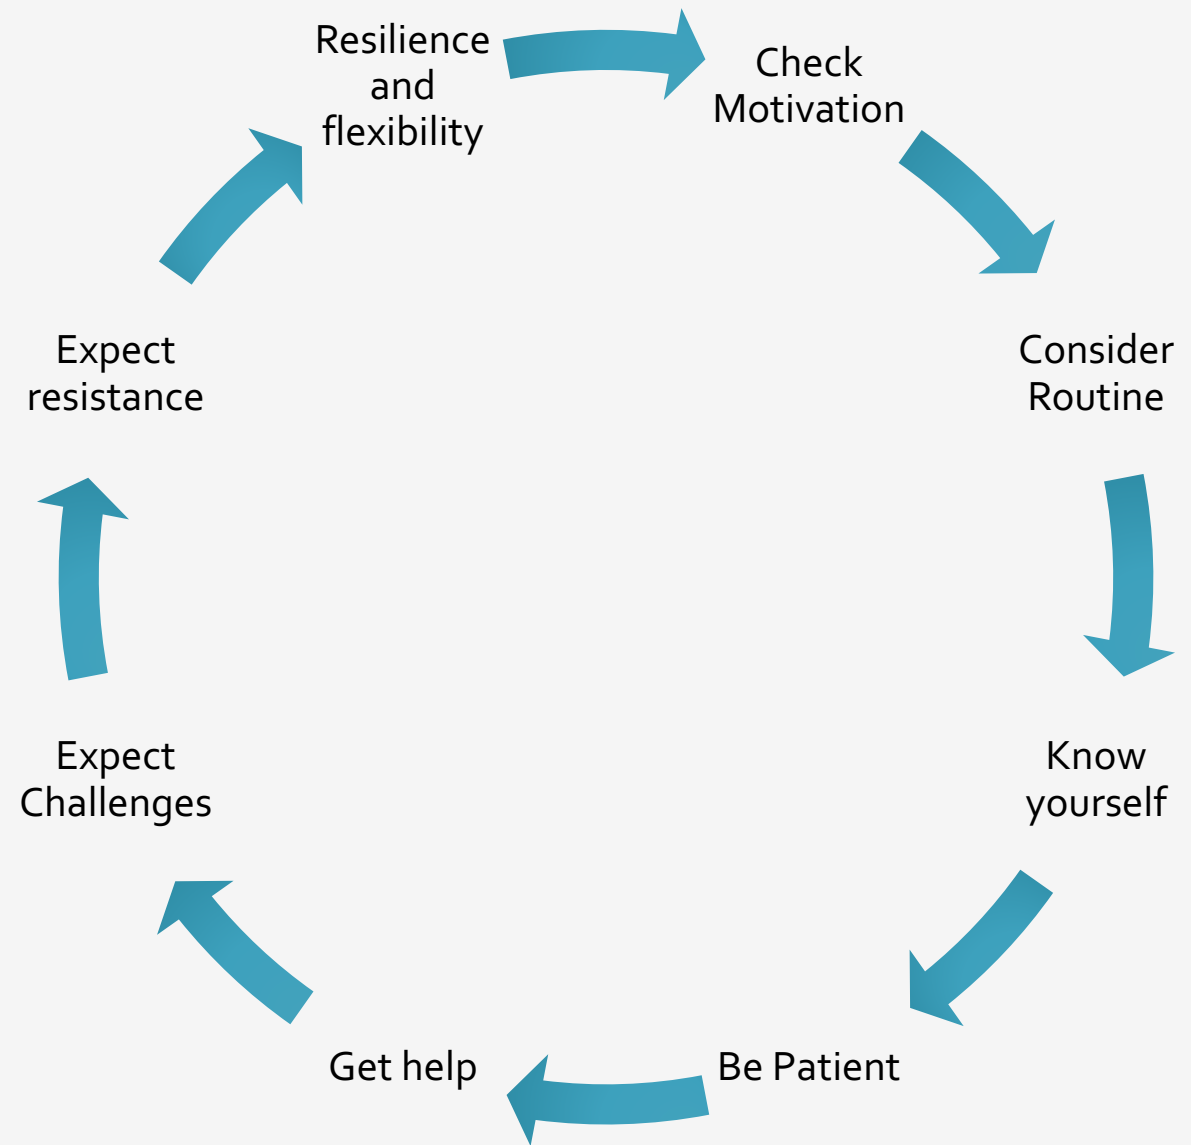 Resilience
and
flexibility
Check
Motivation
Consider
Routine
Know
yourself
Be Patient
Get help
Expect
Challenges
Expect
resistance